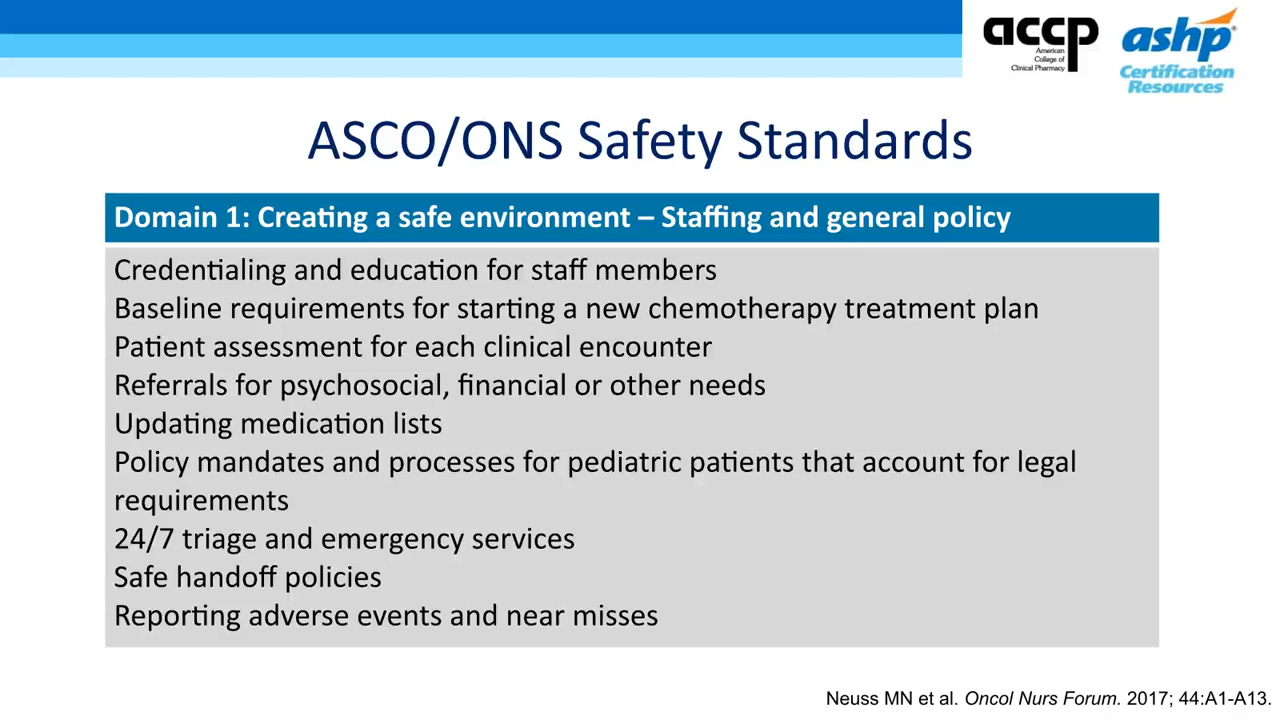 accp
American
College of
Clinical Pharmacy
ashp®
Certification
Resources
ASCO/ONS Safety Standards
Domain 1: Creating a safe environment – Staffing and general policy
Credentialing and education for staff members
Baseline requirements for starting a new chemotherapy treatment plan
Patient assessment for each clinical encounter
Referrals for psychosocial, financial or other needs
Updating medication lists
Policy mandates and processes for pediatric patients that account for legal
requirements
24/7 triage and emergency services
Safe handoff policies
Reporting adverse events and near misses
Neuss MN et al. Oncol Nurs Forum. 2017; 44:A1-A13.